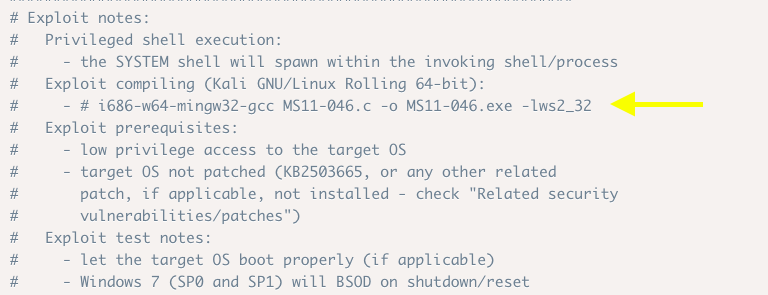 # Exploit notes:
#   Privileged shell execution:
#     - the SYSTEM shell will spawn within the invoking shell/process
#   Exploit compiling (Kali GNU/Linux Rolling 64-bit):
#     - # i686-w64-mingw32-gcc MS11-046.c -o MS11-046.exe -lws2_32
#   Exploit prerequisites:
#     - low privilege access to the target OS
#     - target OS not patched (KB2503665, or any other related
#       patch, if applicable, not installed - check "Related security
#       vulnerabilities/patches")
#   Exploit test notes:
#     - let the target OS boot properly (if applicable)
#     - Windows 7 (SP0 and SP1) will BSOD on shutdown/reset